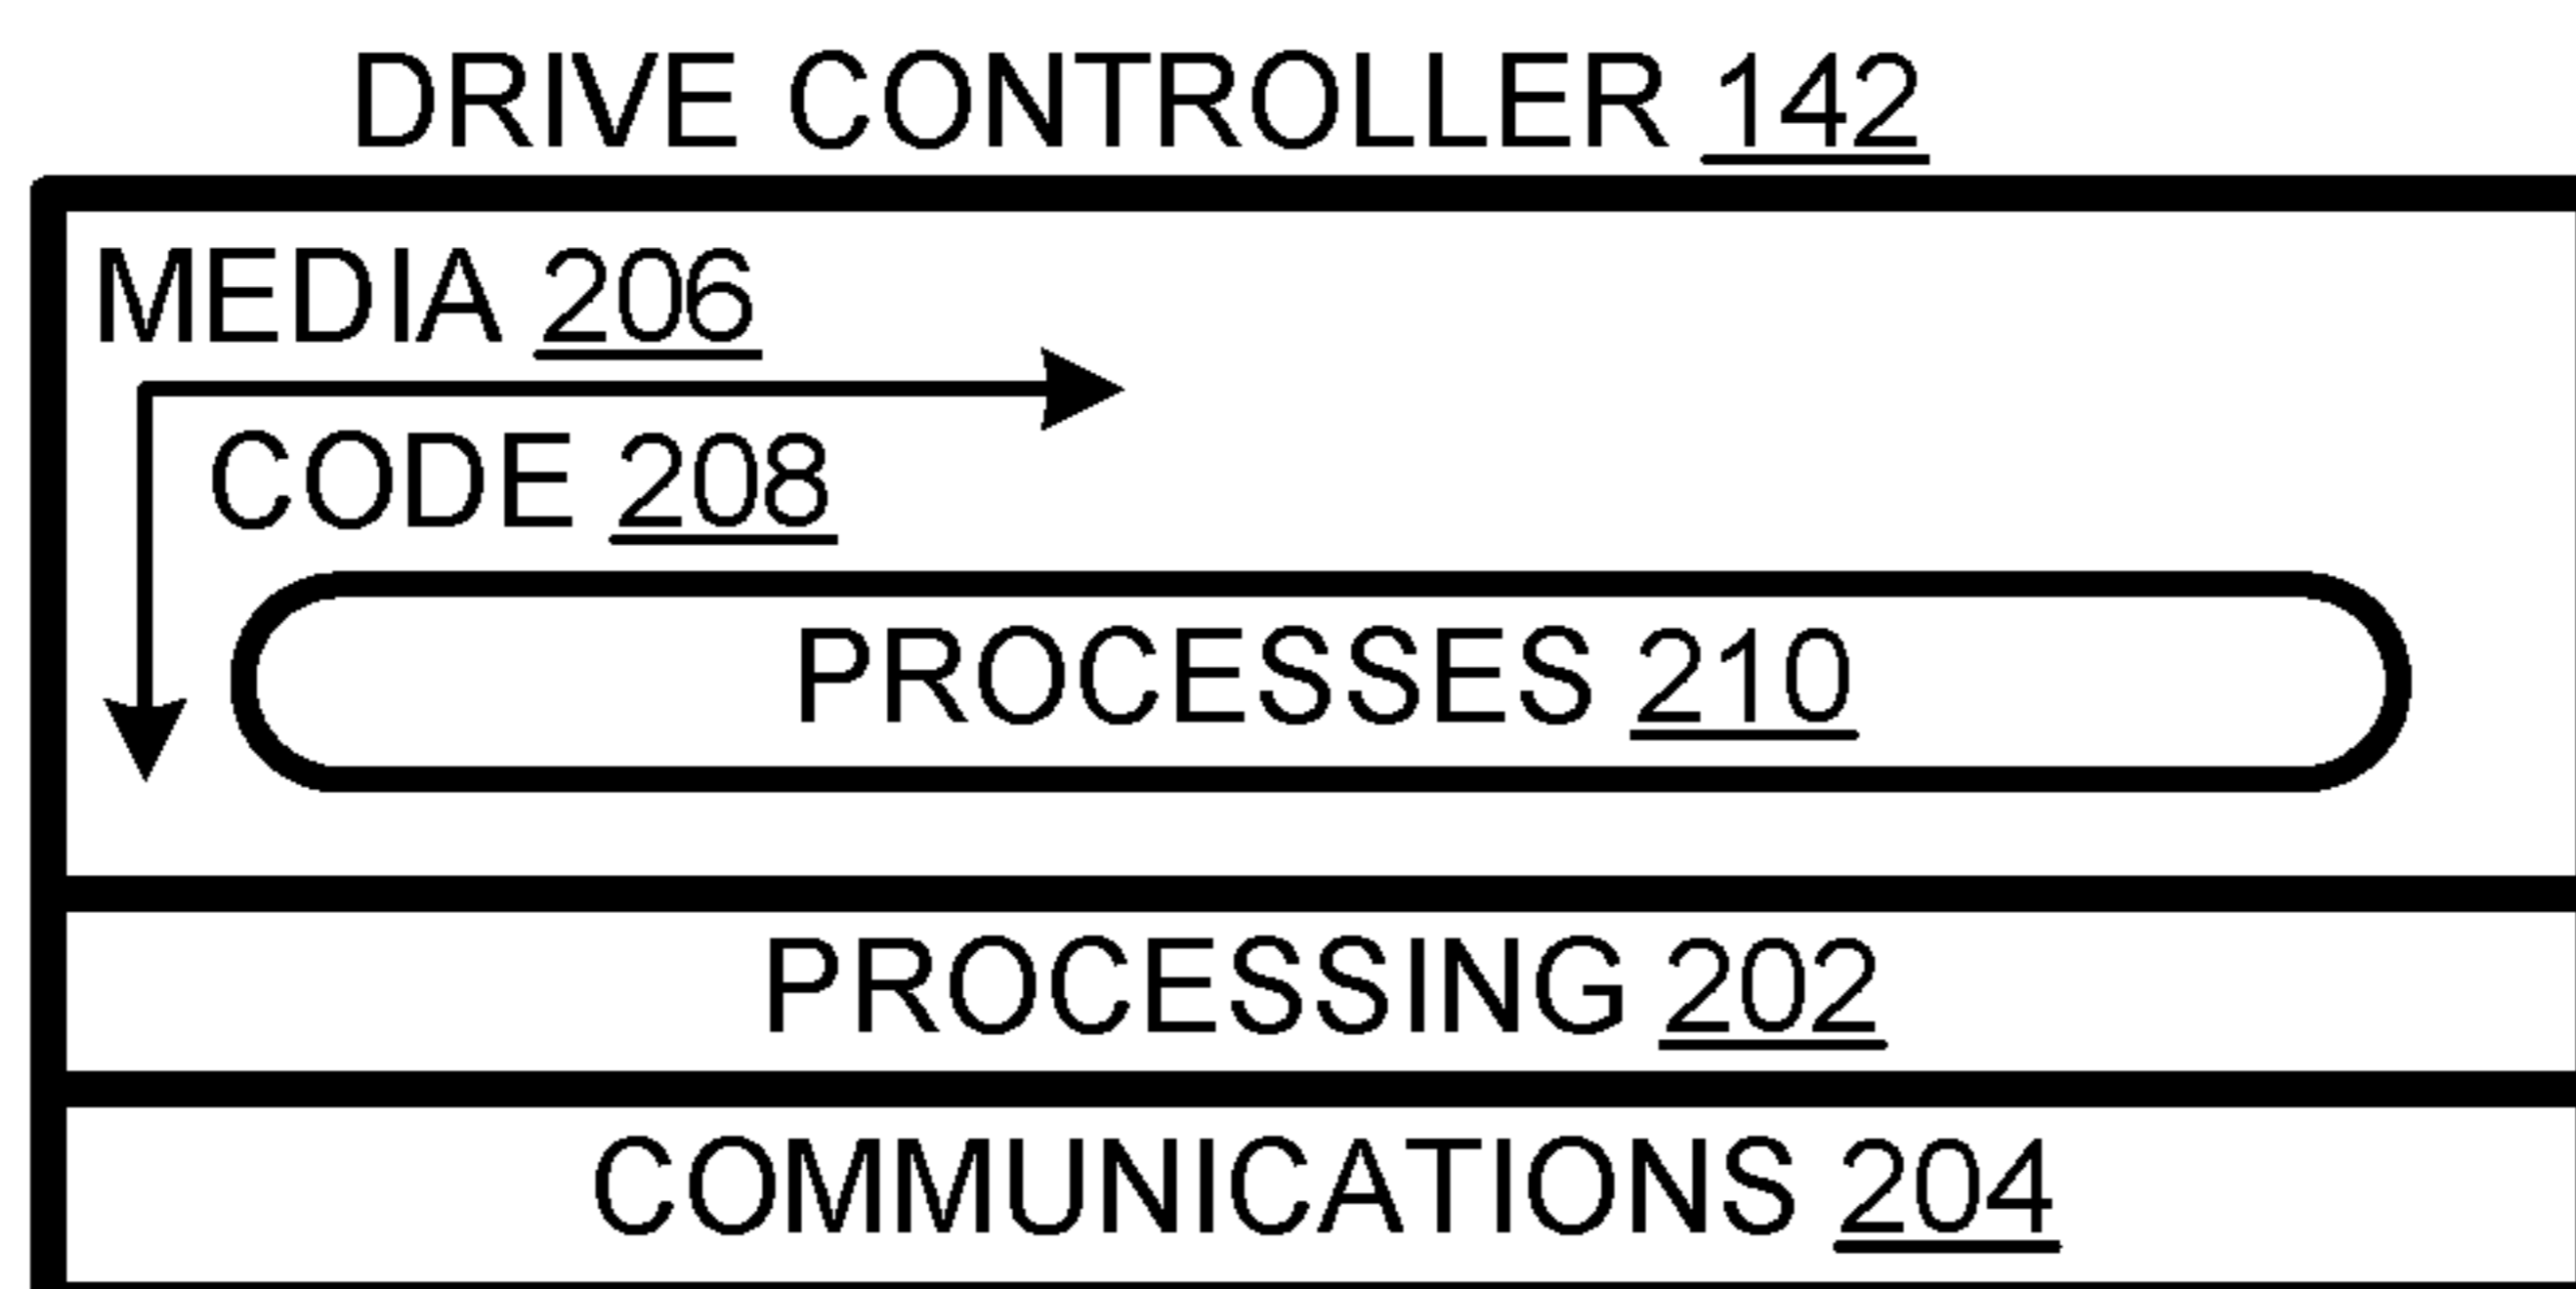 DRIVE CONTROLLER 142
MEDIA 206
CODE 208
PROCESSES 210
PROCESSING 202
COMMUNICATIONS 204